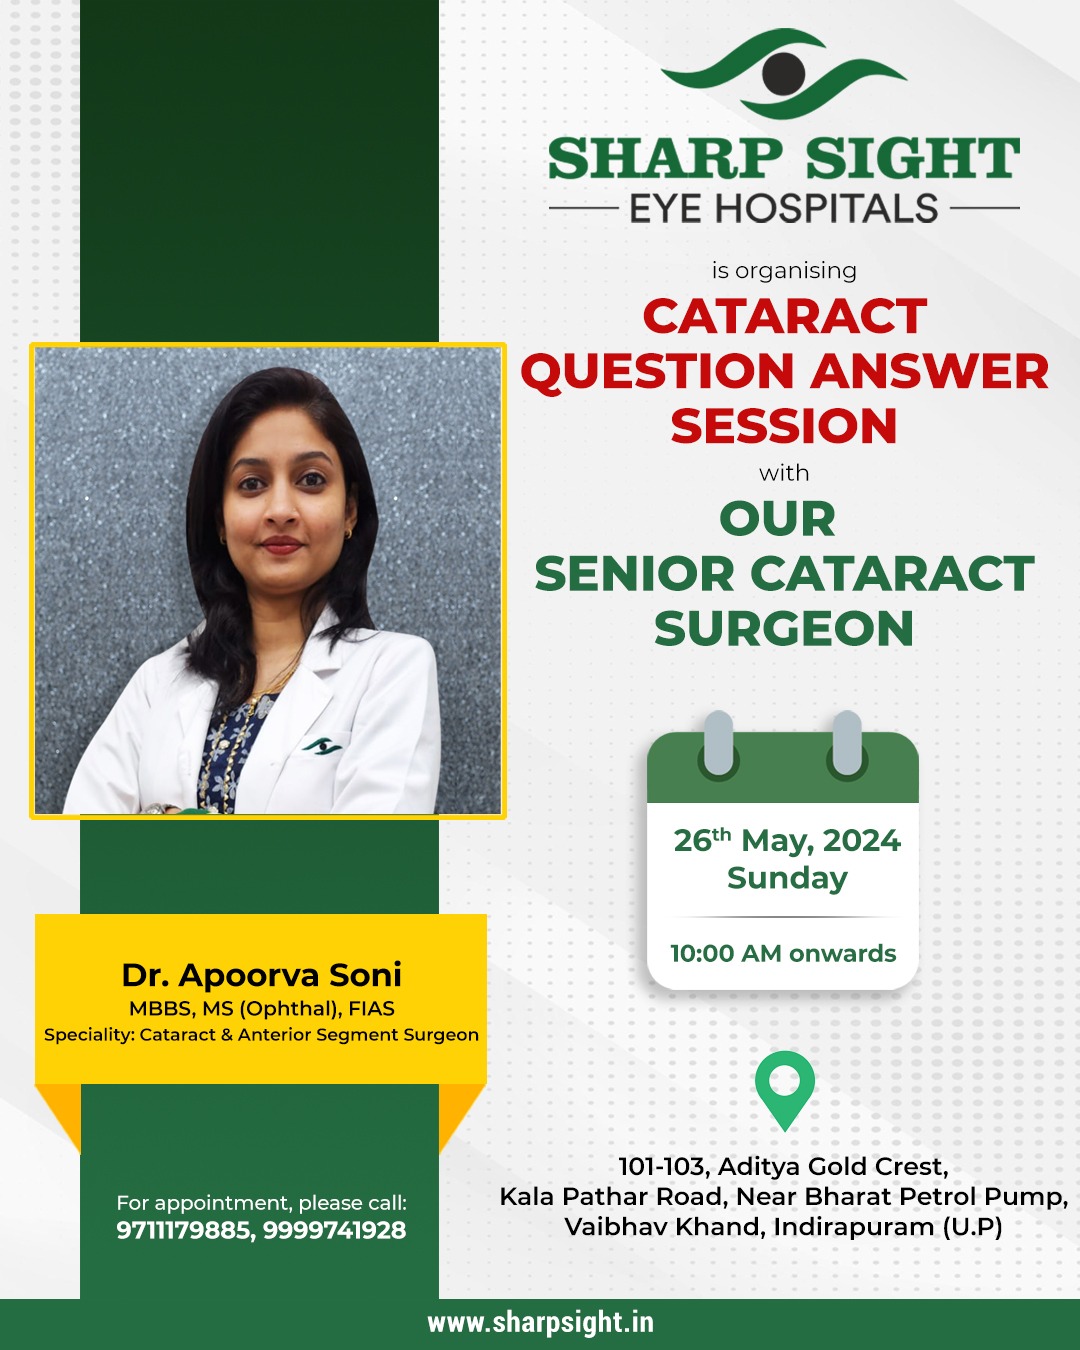 SHARP SIGHT
EYE HOSPITALS
is organising
CATARACT
QUESTION ANSWER
SESSION
with
OUR
SENIOR CATARACT
SURGEON
26th May, 2024
Sunday
10:00 AM onwards
Dr. Apoorva Soni
MBBS, MS (Ophthal), FIAS
Speciality: Cataract & Anterior Segment Surgeon
For appointment, please call:
9711179885, 9999741928
101-103, Aditya Gold Crest,
Kala Pathar Road, Near Bharat Petrol Pump,
Vaibhav Khand, Indirapuram (U.P)
www.sharpsight.in